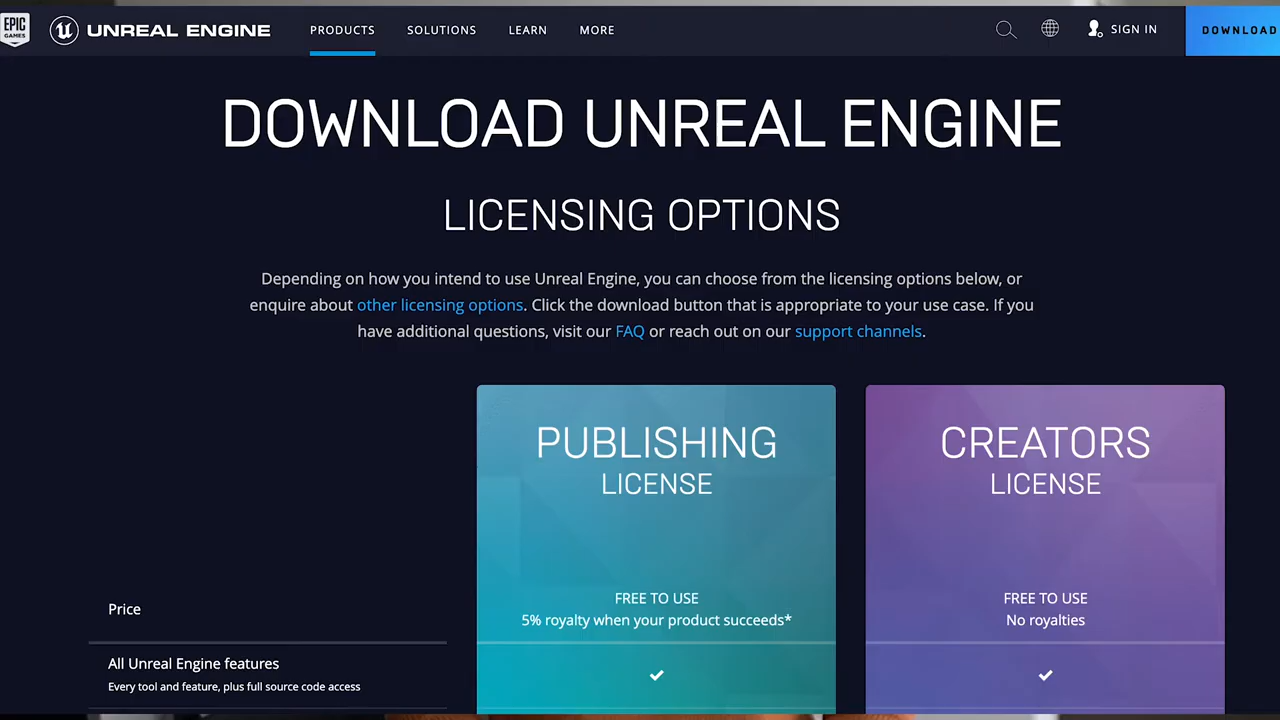 EPIC GAMES
UNREAL ENGINE
PRODUCTS
SOLUTIONS
LEARN
MORE
SIGN IN
DOWNLOAD
DOWNLOAD UNREAL ENGINE
LICENSING OPTIONS
Depending on how you intend to use Unreal Engine, you can choose from the licensing options below, or
enquire about other licensing options. Click the download button that is appropriate to your use case. If you
have additional questions, visit our FAQ or reach out on our support channels.
PUBLISHING
LICENSE
CREATORS
LICENSE
Price
FREE TO USE
5% royalty when your product succeeds*
FREE TO USE
No royalties
All Unreal Engine features
Every tool and feature, plus full source code access